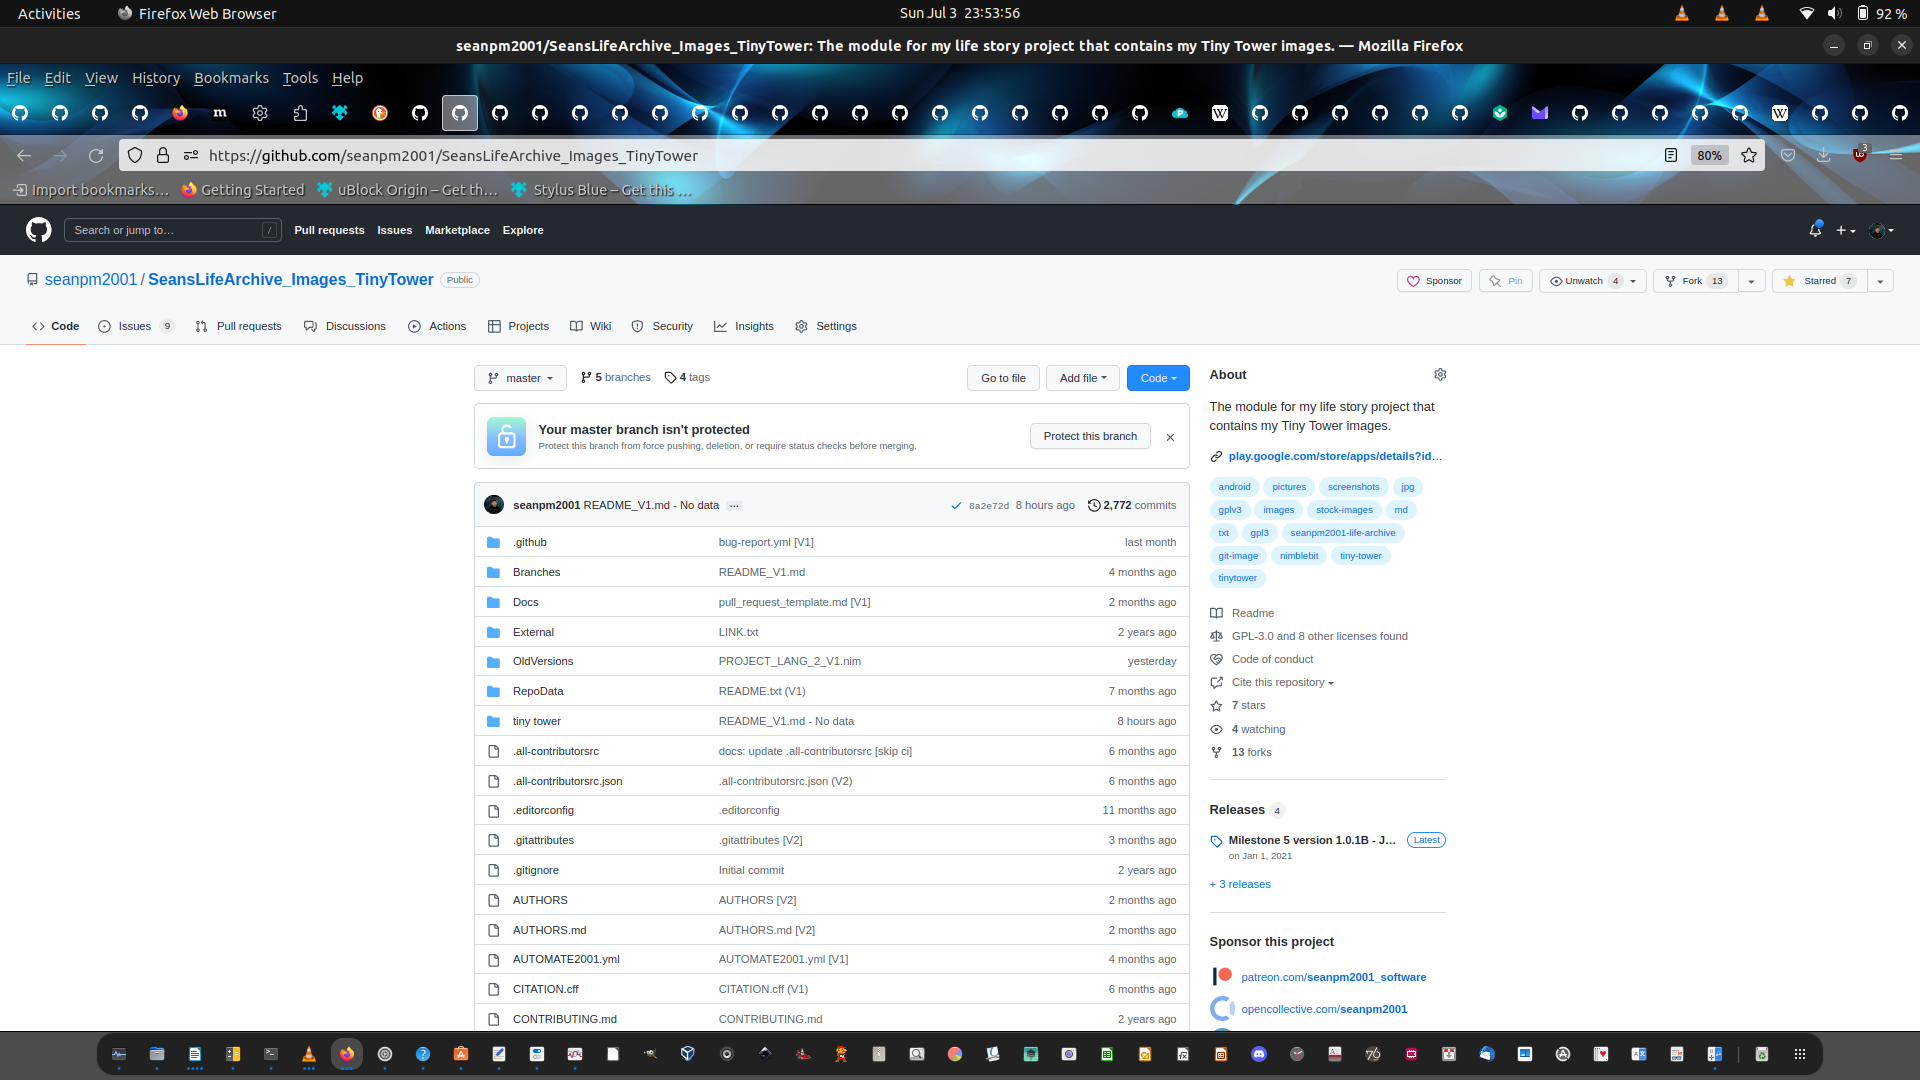 Activities Firefox Web Browser Sun Jul 3 23:53:56 92 %
seanpm2001/SeansLifeArchive_Images_TinyTower: The module for my life story project that contains my Tiny Tower images. — Mozilla Firefox
File Edit View History Bookmarks Tools Help
https://github.com/seanpm2001/SeansLifeArchive_Images_TinyTower 80% 3
Import bookmarks… Getting Started uBlock Origin – Get th… Stylus Blue – Get this …
Search or jump to… / Pull requests Issues Marketplace Explore
seanpm2001 / SeansLifeArchive_Images_TinyTower Public Sponsor Pin Unwatch 4 Fork 13 Starred 7
Code Issues 9 Pull requests Discussions Actions Projects Wiki Security Insights Settings
master 5 branches 4 tags Go to file Add file Code
Your master branch isn't protected
Protect this branch from force pushing, deletion, or require status checks before merging.
Protect this branch
seanpm2001 README_V1.md - No data … 8a2e72d 8 hours ago 2,772 commits
.github bug-report.yml [V1] last month
Branches README_V1.md 4 months ago
Docs pull_request_template.md [V1] 2 months ago
External LINK.txt 2 years ago
OldVersions PROJECT_LANG_2_V1.nim yesterday
RepoData README.txt (V1) 7 months ago
tiny tower README_V1.md - No data 8 hours ago
.all-contributorsrc docs: update .all-contributorsrc [skip ci] 6 months ago
.all-contributorsrc.json .all-contributorsrc.json (V2) 6 months ago
.editorconfig .editorconfig 11 months ago
.gitattributes .gitattributes [V2] 3 months ago
.gitignore Initial commit 2 years ago
AUTHORS AUTHORS [V2] 2 months ago
AUTHORS.md AUTHORS.md [V2] 2 months ago
AUTOMATE2001.yml AUTOMATE2001.yml [V1] 4 months ago
CITATION.cff CITATION.cff (V1) 6 months ago
CONTRIBUTING.md CONTRIBUTING.md 2 years ago
About
The module for my life story project that
contains my Tiny Tower images.
play.google.com/store/apps/details?id…
android pictures screenshots jpg
gplv3 images stock-images md
txt gpl3 seanpm2001-life-archive
git-image nimblebit tiny-tower
tinytower
Readme
GPL-3.0 and 8 other licenses found
Code of conduct
Cite this repository
7 stars
4 watching
13 forks
Releases 4
Milestone 5 version 1.0.1B - J… Latest
on Jan 1, 2021
+ 3 releases
Sponsor this project
patreon.com/seanpm2001_software
opencollective.com/seanpm2001